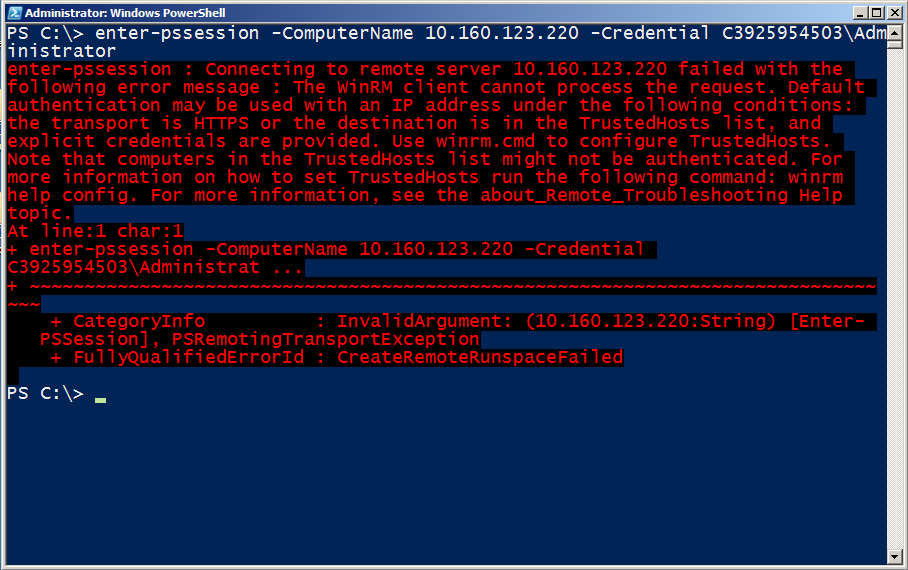 Administrator: Windows PowerShell
PS C:\> enter-pssession -ComputerName 10.160.123.220 -Credential C3925954503\Adm
inistrator
enter-pssession : Connecting to remote server 10.160.123.220 failed with the
following error message : The WinRM client cannot process the request. Default
authentication may be used with an IP address under the following conditions:
the transport is HTTPS or the destination is in the TrustedHosts list, and
explicit credentials are provided. Use winrm.cmd to configure TrustedHosts.
Note that computers in the TrustedHosts list might not be authenticated. For
more information on how to set TrustedHosts run the following command: winrm
help config. For more information, see the about_Remote_Troubleshooting Help
topic.
At line:1 char:1
+ enter-pssession -ComputerName 10.160.123.220 -Credential
C3925954503\Administrat ...
+ ~~~~~~~~~~~~~~~~~~~~~~~~~~~~~~~~~~~~~~~~~~~~~~~~~~~~~~~~~~~~~~~~~~~~~~~~~~~~~
~~~
+ CategoryInfo : InvalidArgument: (10.160.123.220:String) [Enter-
PSSession], PSRemotingTransportException
+ FullyQualifiedErrorId : CreateRemoteRunspaceFailed
PS C:\> _